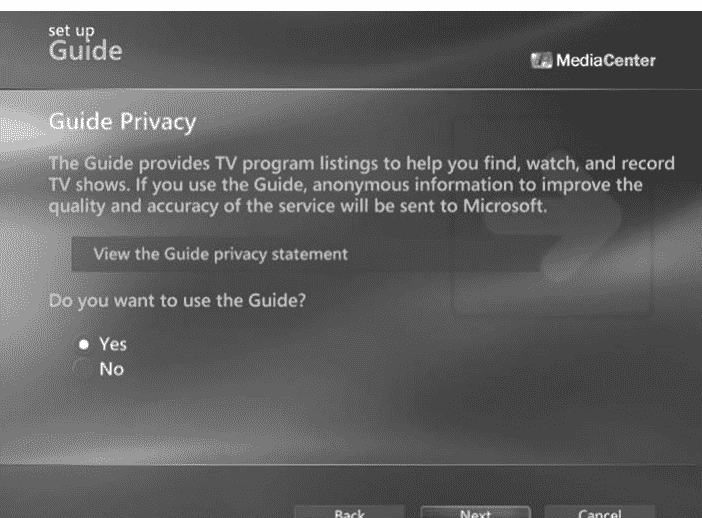 set up
Guide
MediaCenter
Guide Privacy
The Guide provides TV program listings to help you find, watch, and record
TV shows. If you use the Guide, anonymous information to improve the
quality and accuracy of the service will be sent to Microsoft.
View the Guide privacy statement
Do you want to use the Guide?
Yes
No
Back Next Cancel